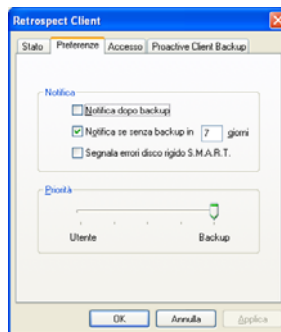 Retrospect Client
Stato Preferenze Accesso Proactive Client Backup
Notifica
Notifica dopo backup
Notifica se senza backup in 7 giorni
Segnala errori disco rigido S.M.A.R.T.
Priorità
Utente Backup
OK Annulla Applica